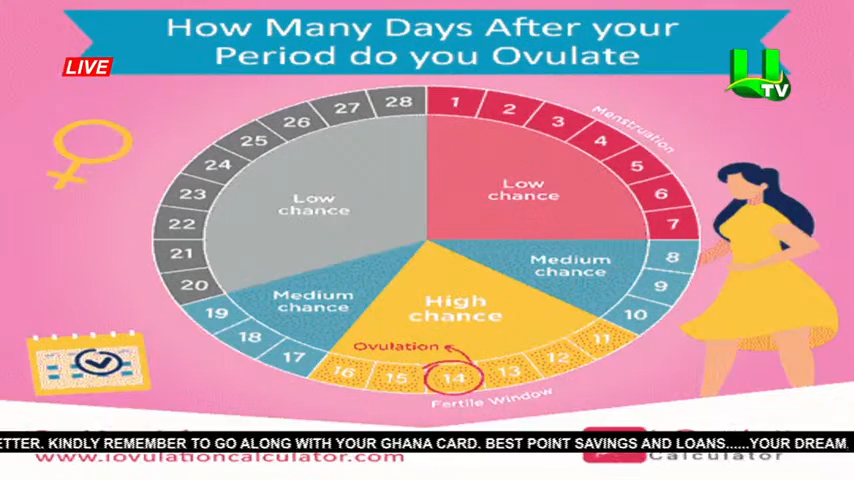 How Many Days After your
Period do you Ovulate
LIVE
U
TV
28
1
2
3
4
5
6
7
8
9
10
11
12
13
14
15
16
17
18
19
20
21
22
23
24
25
26
27
Menstruation
Low
chance
Low
chance
Medium
chance
Medium
chance
High
chance
Ovulation
Fertile Window
ETTER. KINDLY REMEMBER TO GO ALONG WITH YOUR GHANA CARD. BEST POINT SAVINGS AND LOANS......YOUR DREAM,
www.iovulationcalculator.com
Calculator